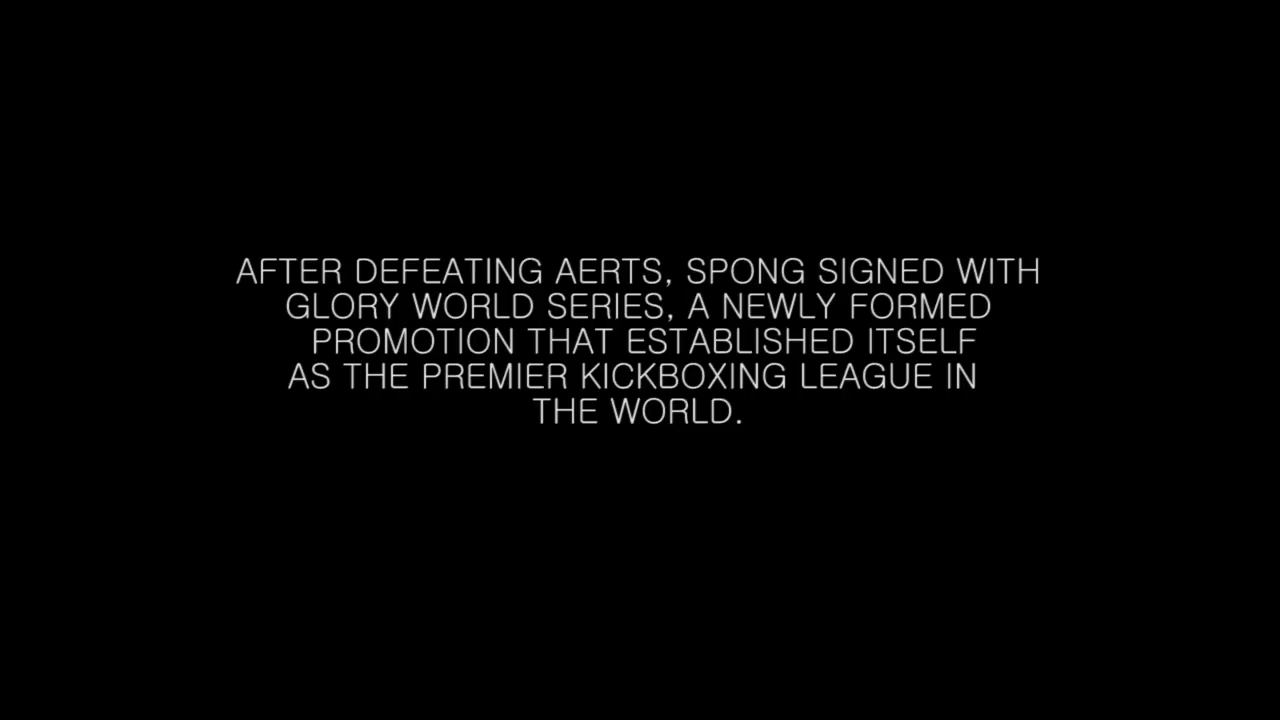 AFTER DEFEATING AERTS, SPONG SIGNED WITH
GLORY WORLD SERIES, A NEWLY FORMED
PROMOTION THAT ESTABLISHED ITSELF
AS THE PREMIER KICKBOXING LEAGUE IN
THE WORLD.